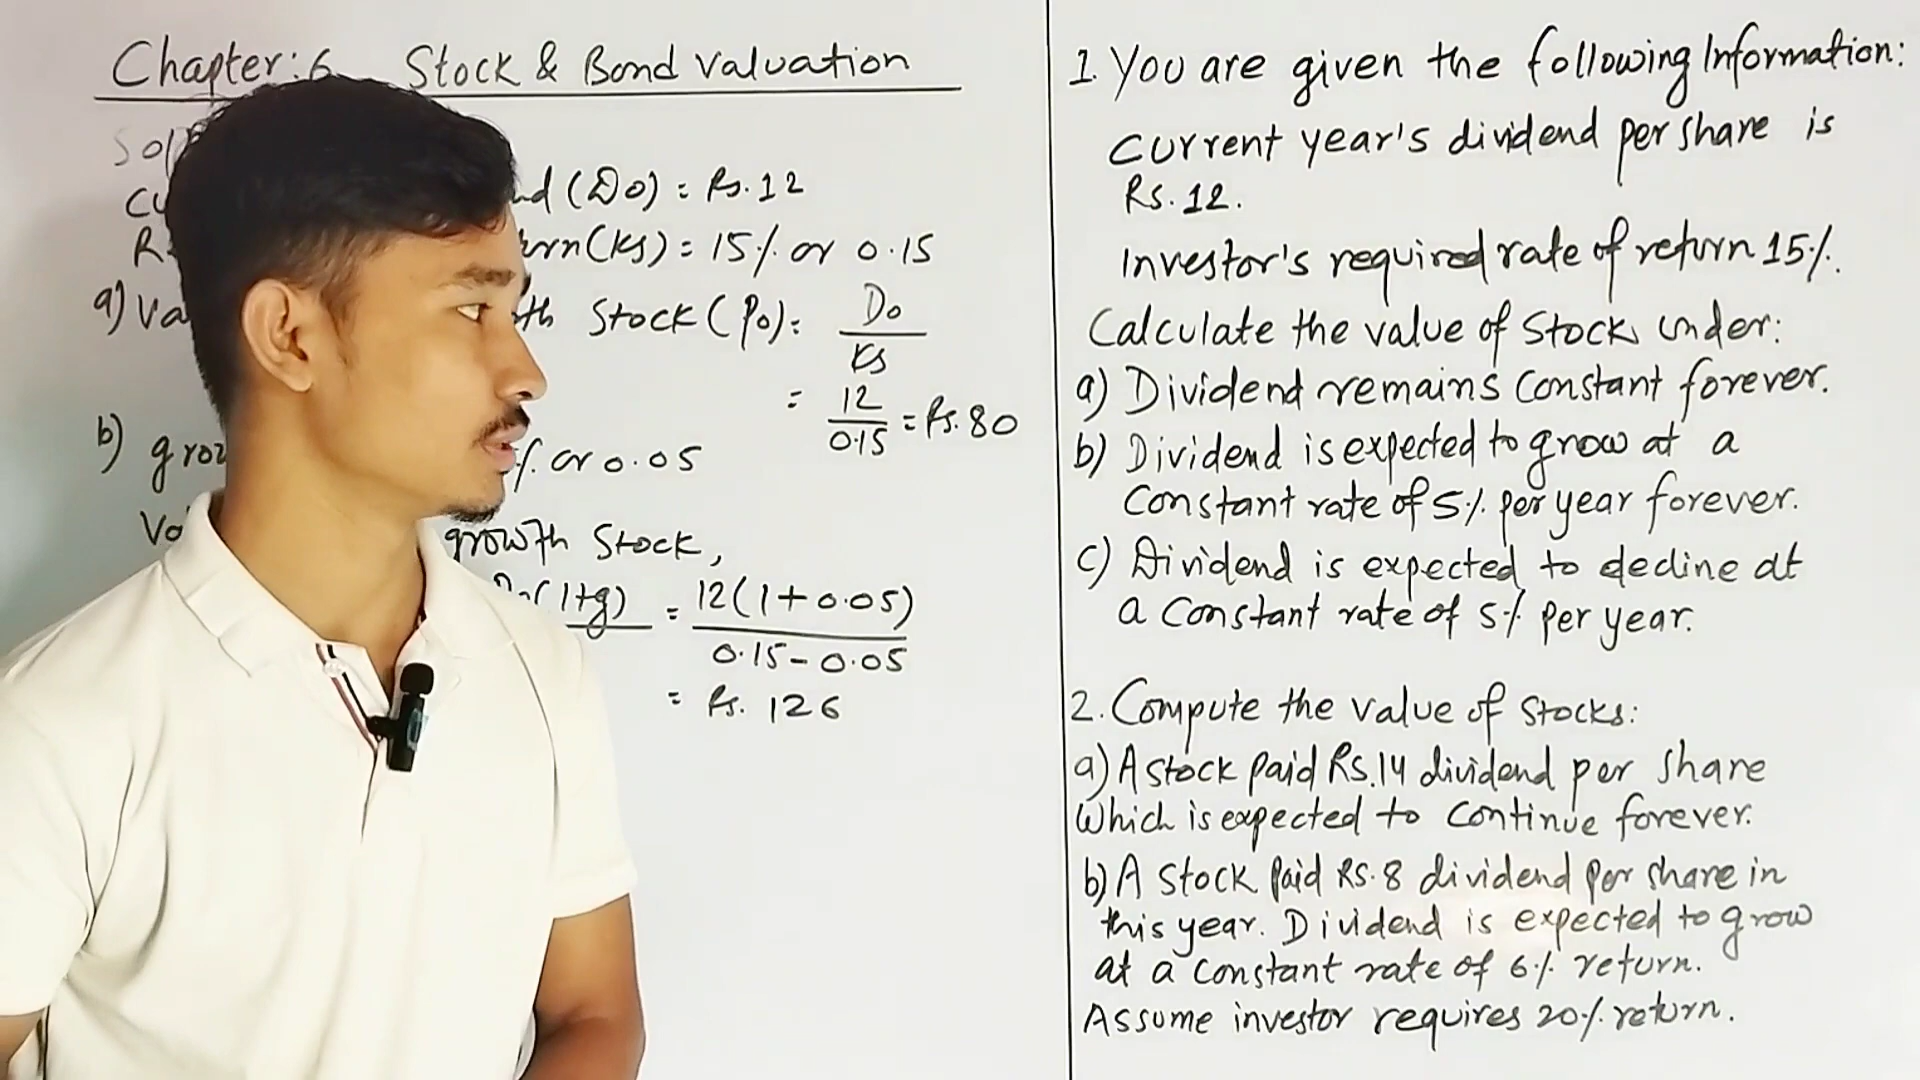 Chapter: 6 Stock & Bond Valuation
Sol
Cu nd (D0) = Rs. 12
R urn (Ks) = 15% or 0.15
a) Va th Stock (P0) = D0
Ks
= 12
0.15 = Rs. 80
b) grow % or 0.05
Va growth Stock,
(1+g) = 12(1+0.05)
0.15 - 0.05
= Rs. 126
1. You are given the following Information:
Current year's dividend per share is
Rs. 12.
Investor's required rate of return 15%.
Calculate the value of Stock under:
a) Dividend remains Constant forever.
b) Dividend is expected to grow at a
Constant rate of 5% per year forever.
c) Dividend is expected to decline at
a Constant rate of 5% per year.
2. Compute the value of Stocks:
a) A stock paid Rs. 14 dividend per share
Which is expected to continue forever.
b) A stock paid Rs. 8 dividend per share in
this year. Dividend is expected to grow
at a constant rate of 6% return.
Assume investor requires 20% return.